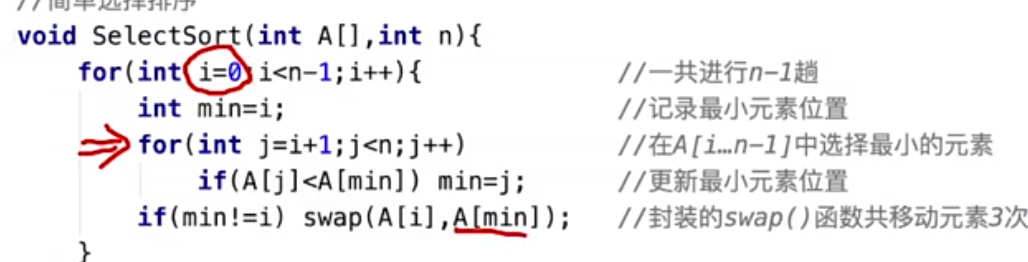 //简单选择排序
void SelectSort(int A[],int n){
for(int i=0;i<n-1;i++){ //一共进行n-1趟
int min=i; //记录最小元素位置
for(int j=i+1;j<n;j++) //在A[i…n-1]中选择最小的元素
if(A[j]<A[min]) min=j; //更新最小元素位置
if(min!=i) swap(A[i],A[min]); //封装的swap()函数共移动元素3次
}